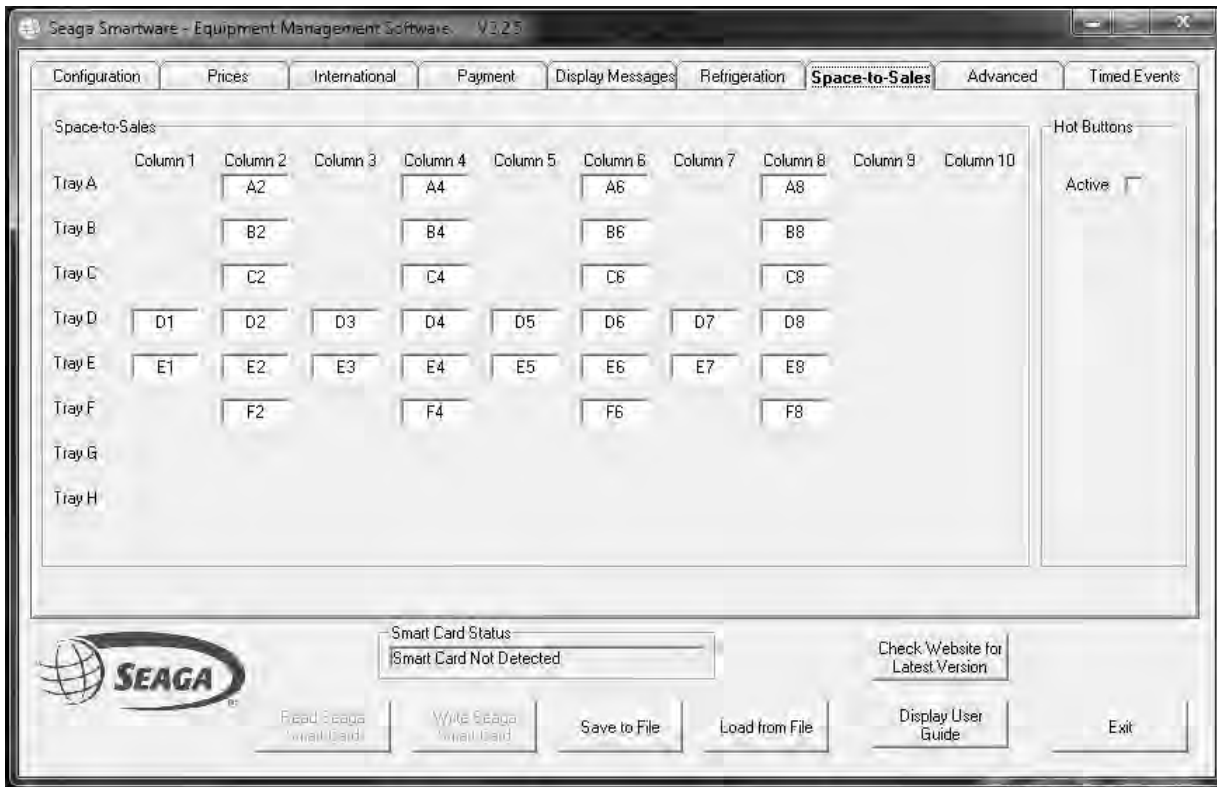 Seaga Smartware - Equipment Management Software V3.2.5
Configuration Prices International Payment Display Messages Refrigeration Space-to-Sales Advanced Timed Events
Space-to-Sales Hot Buttons
Column 1 Column 2 Column 3 Column 4 Column 5 Column 6 Column 7 Column 8 Column 9 Column 10
Tray A A2 A4 A6 A8 Active
Tray B B2 B4 B6 B8
Tray C C2 C4 C6 C8
Tray D D1 D2 D3 D4 D5 D6 D7 D8
Tray E E1 E2 E3 E4 E5 E6 E7 E8
Tray F F2 F4 F6 F8
Tray G
Tray H
Smart Card Status
Smart Card Not Detected
Check Website for
Latest Version
SEAGA
Read Seaga
Smart Card
Write Seaga
Smart Card
Save to File
Load from File
Display User
Guide
Exit